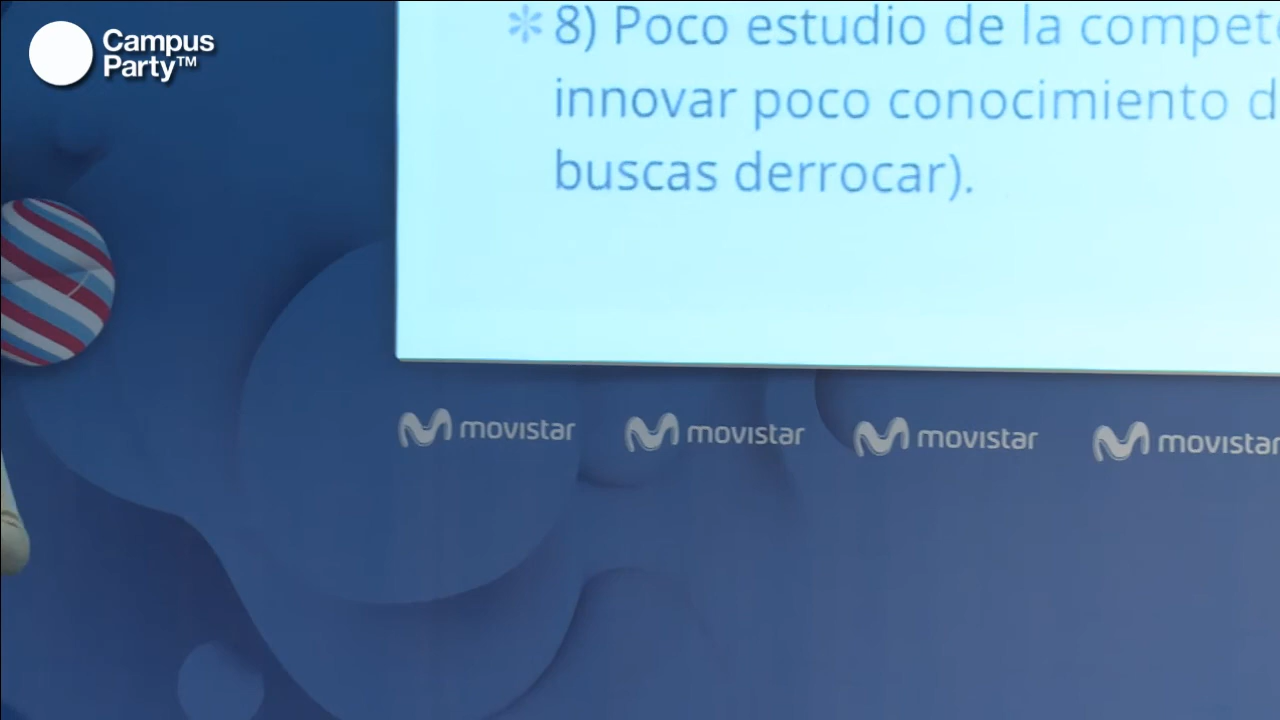 Campus
Party™
* 8) Poco estudio de la
innovar poco conocimiento
buscas derrocar).
movistar movistar movistar movistar